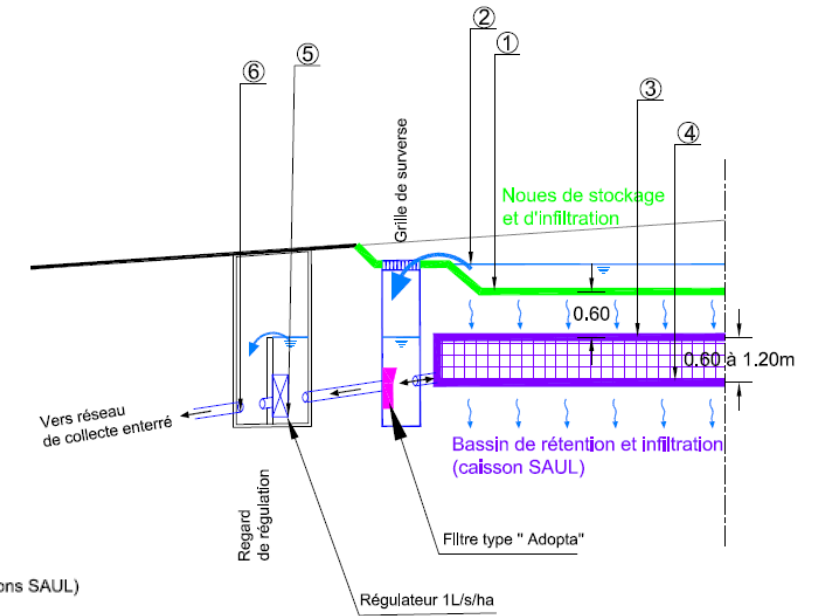 ②
①
⑤
⑥
③
④
Grille de surverse
Noues de stockage
et d'infiltration
0.60
0.60 à 1.20m
Vers réseau
de collecte enterré
Bassin de rétention et infiltration
(caisson SAUL)
Regard
de régulation
Filtre type " Adopta"
ons SAUL)
Régulateur 1L/s/ha